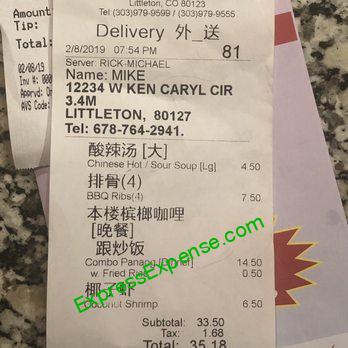 Amount
Tip:
Total:
02/08/19
Inv #: 000
Apprvd: On
AVS Code:
Littleton, CO 80123
Tel (303)979-9599 / (303)979-5555
Delivery 外_送
2/8/2019 07:54 PM 81
Server: RICK-MICHAEL
Name: MIKE
12234 W KEN CARYL CIR
3.4M
LITTLETON, 80127
Tel: 678-764-2941.
酸辣汤 [大]
Chinese Hot / Sour Soup [Lg] 4.50
排骨(4)
BBQ Ribs(4) 7.50
本楼槟榔咖哩
[晚餐]
跟炒饭
Combo Panang [Dinner] 14.50
w. Fried Rice 0.50
椰子虾
Coconut Shrimp 6.50
Subtotal: 33.50
Tax: 1.68
Total: 35.18
ExpressExpense.com